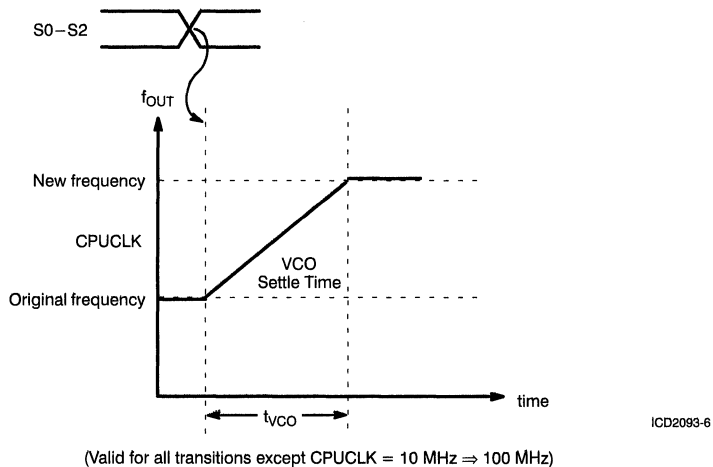 S0–S2
fOUT
New frequency
CPUCLK
VCO
Settle Time
Original frequency
time
tVCO
ICD2093-6
(Valid for all transitions except CPUCLK = 10 MHz ⇒ 100 MHz)